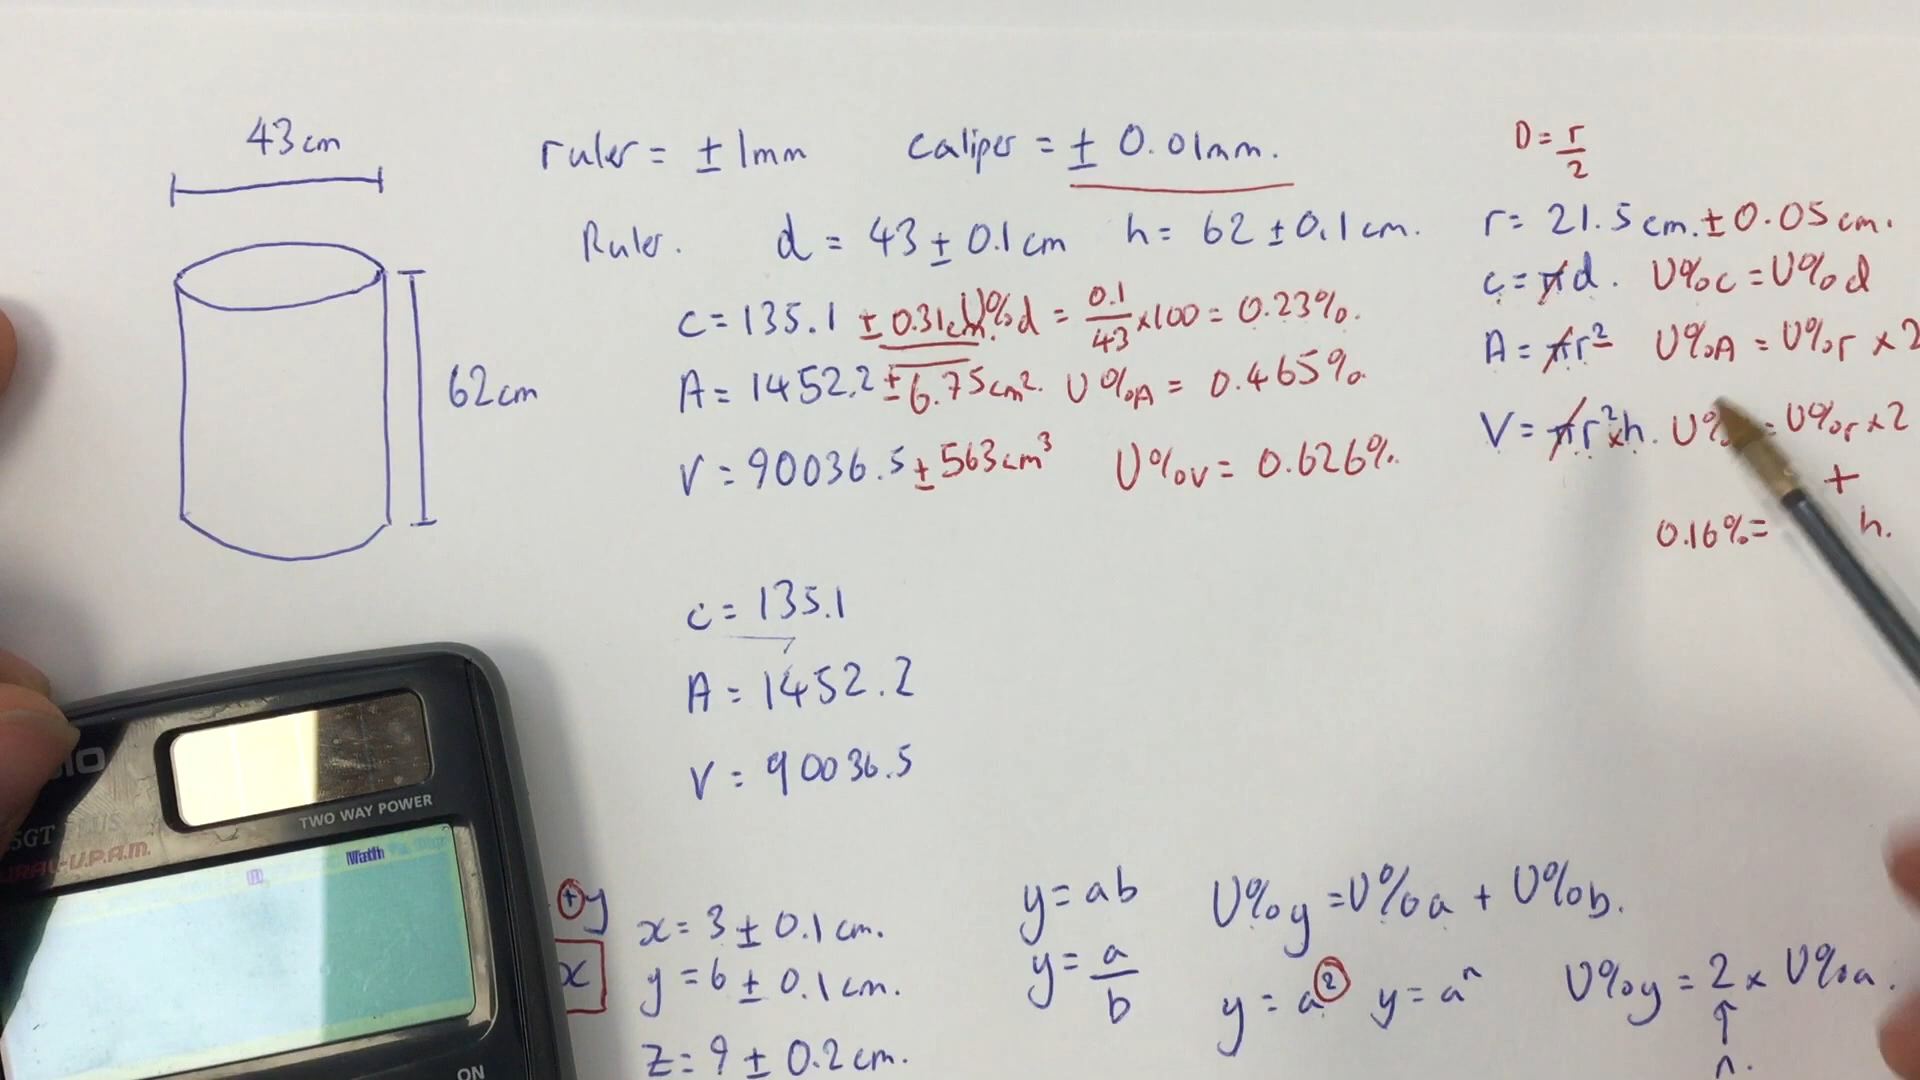 43cm
62cm
ruler = ± 1mm caliper = ± 0.01mm.
Ruler. d = 43 ± 0.1 cm h = 62 ± 0.1 cm.
c = 135.1 ± 0.31cm U%d = 0.1/43 × 100 = 0.23%.
A = 1452.2 ± 6.75cm². U%A = 0.465%
V = 90036.5 ± 563cm³ U%V = 0.626%.
D = r/2
r = 21.5 cm. ± 0.05 cm.
c = πd. U%c = U%d
A = πr² U%A = U%r × 2
V = πr² × h. U% = U%r × 2
+
0.16% = h.
c = 135.1
A = 1452.2
V = 90036.5
TWO WAY POWER
V.P.A.M.
Math
ON
+y
x
x = 3 ± 0.1 cm.
y = 6 ± 0.1 cm.
z = 9 ± 0.2 cm.
y = ab U%y = U%a + U%b.
y = a/b
y = a² y = aⁿ U%y = 2 × U%a.
↑
n.